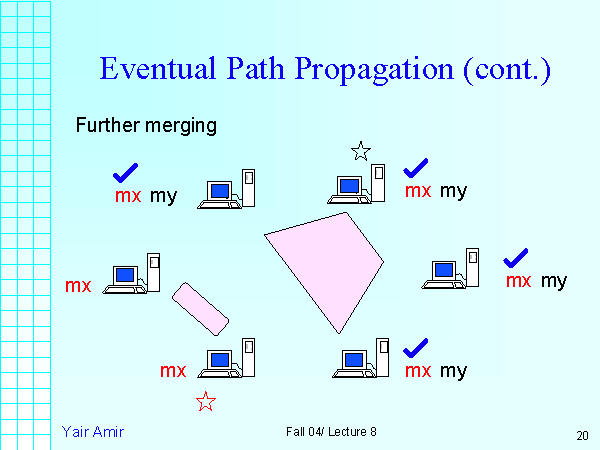 Eventual Path Propagation (cont.)
Further merging
mx my
mx my
mx
mx my
mx
mx my
Yair Amir
Fall 04/ Lecture 8
20